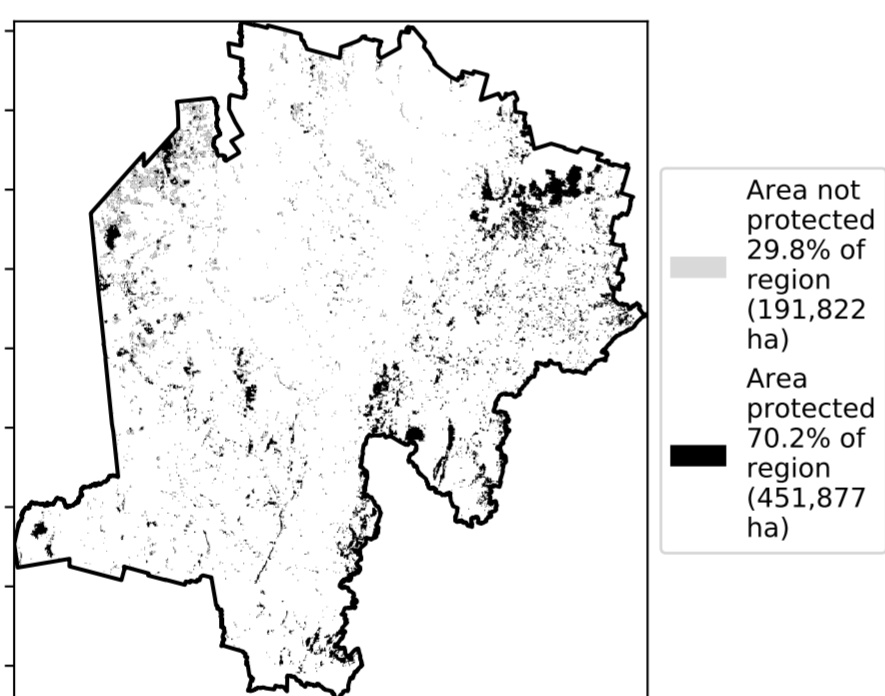 Area not
protected
29.8% of
region
(191,822
ha)
Area
protected
70.2% of
region
(451,877
ha)